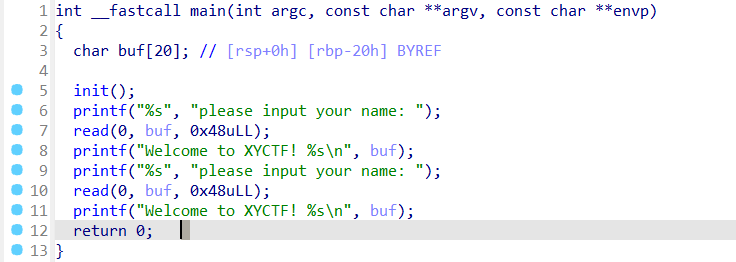 1 int __fastcall main(int argc, const char **argv, const char **envp)
2 {
3 char buf[20]; // [rsp+0h] [rbp-20h] BYREF
4
5 init();
6 printf("%s", "please input your name: ");
7 read(0, buf, 0x48uLL);
8 printf("Welcome to XYCTF! %s\n", buf);
9 printf("%s", "please input your name: ");
10 read(0, buf, 0x48uLL);
11 printf("Welcome to XYCTF! %s\n", buf);
12 return 0;
13 }